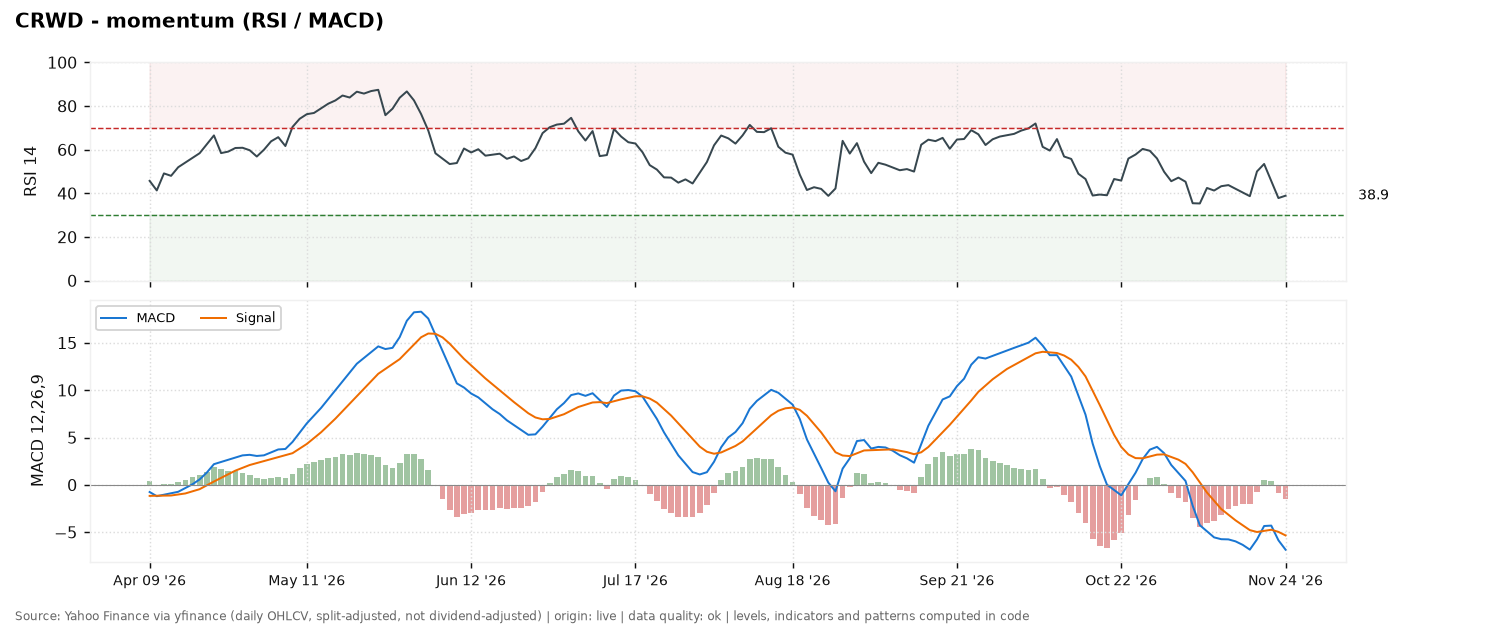 CRWD - momentum (RSI / MACD)
100
80
60
40
20
0
RSI 14
38.9
MACD
Signal
15
10
5
0
−5
MACD 12,26,9
Apr 09 '26
May 11 '26
Jun 12 '26
Jul 17 '26
Aug 18 '26
Sep 21 '26
Oct 22 '26
Nov 24 '26
Source: Yahoo Finance via yfinance (daily OHLCV, split-adjusted, not dividend-adjusted) | origin: live | data quality: ok | levels, indicators and patterns computed in code